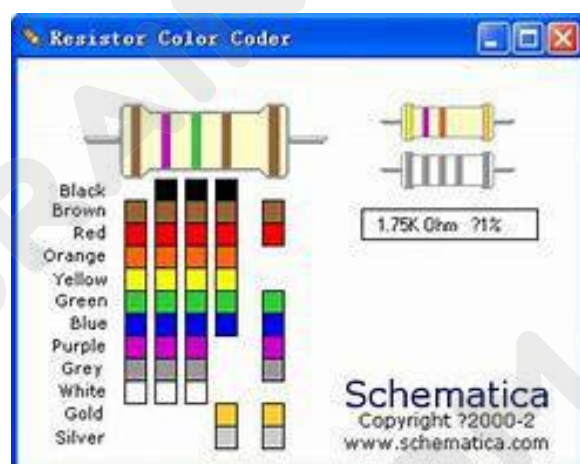 Resistor Color Coder
1.75K Ohm ?1%
Black
Brown
Red
Orange
Yellow
Green
Blue
Purple
Grey
White
Gold
Silver
Schematica
Copyright ?2000-2
www.schematica.com